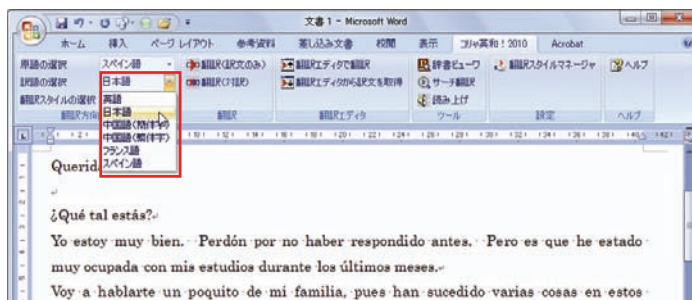 文書 1 - Microsoft Word
ホーム 挿入 ページ レイアウト 参考資料 差し込み文書 校閲 表示 コリャ英和！2010 Acrobat
原語の選択 スペイン語 翻訳(訳文のみ) 翻訳エディタで翻訳 辞書ビューワ 翻訳スタイルマネージャ ヘルプ
訳語の選択 日本語 翻訳(対訳) 翻訳エディタから訳文を取得 サーチ翻訳
翻訳スタイルの選択 英語 読み上げ
翻訳方向 翻訳 翻訳エディタ ツール 設定 ヘルプ
日本語
中国語(簡体字)
中国語(繁体字)
フランス語
スペイン語
Querid
¿Qué tal estás?
Yo estoy muy bien. Perdón por no haber respondido antes. Pero es que he estado
muy ocupada con mis estudios durante los últimos meses.
Voy a hablarte un poquito de mi familia, pues han sucedido varias cosas en estos